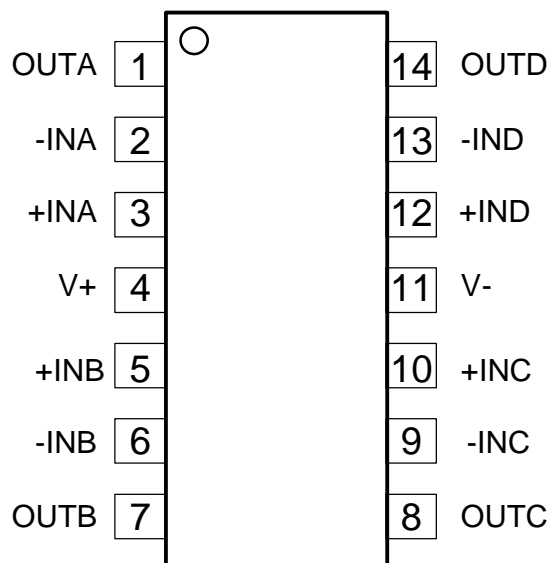 OUTA 1 14 OUTD
-INA 2 13 -IND
+INA 3 12 +IND
V+ 4 11 V-
+INB 5 10 +INC
-INB 6 9 -INC
OUTB 7 8 OUTC